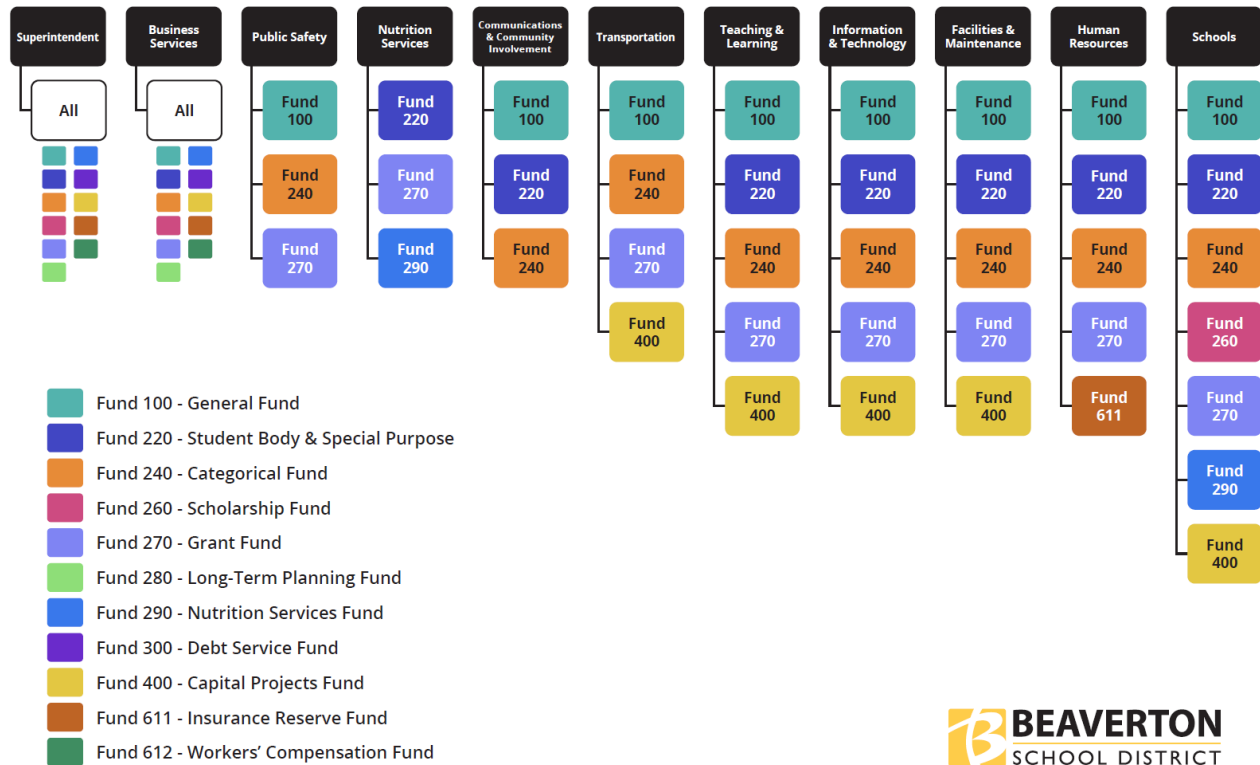 Superintendent
Business
Services
Public Safety
Nutrition
Services
Communications
& Community
Involvement
Transportation
Teaching &
Learning
Information
& Technology
Facilities &
Maintenance
Human
Resources
Schools
All
All
Fund
100
Fund
240
Fund
270
Fund
220
Fund
270
Fund
290
Fund
100
Fund
220
Fund
240
Fund
100
Fund
240
Fund
270
Fund
400
Fund
100
Fund
220
Fund
240
Fund
270
Fund
400
Fund
100
Fund
220
Fund
240
Fund
270
Fund
400
Fund
100
Fund
220
Fund
240
Fund
270
Fund
400
Fund
100
Fund
220
Fund
240
Fund
270
Fund
611
Fund
100
Fund
220
Fund
240
Fund
260
Fund
270
Fund
290
Fund
400
Fund 100 - General Fund
Fund 220 - Student Body & Special Purpose
Fund 240 - Categorical Fund
Fund 260 - Scholarship Fund
Fund 270 - Grant Fund
Fund 280 - Long-Term Planning Fund
Fund 290 - Nutrition Services Fund
Fund 300 - Debt Service Fund
Fund 400 - Capital Projects Fund
Fund 611 - Insurance Reserve Fund
Fund 612 - Workers’ Compensation Fund
B
BEAVERTON
SCHOOL DISTRICT